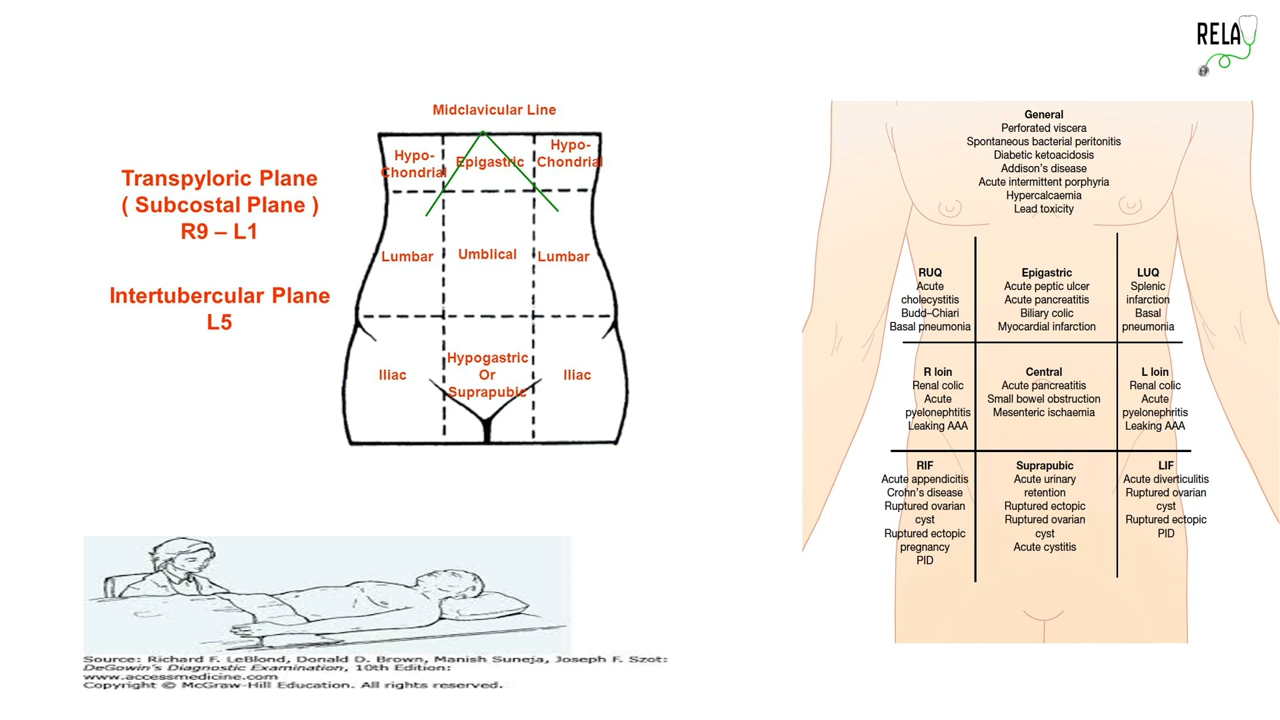 RELA
Midclavicular Line
Hypo-
Chondrial
Epigastric
Hypo-
Chondrial
Transpyloric Plane
( Subcostal Plane )
R9 – L1
Lumbar
Umblical
Lumbar
Intertubercular Plane
L5
Iliac
Hypogastric
Or
Suprapubic
Iliac
General
Perforated viscera
Spontaneous bacterial peritonitis
Diabetic ketoacidosis
Addison's disease
Acute intermittent porphyria
Hypercalcaemia
Lead toxicity
RUQ
Acute
cholecystitis
Budd–Chiari
Basal pneumonia
Epigastric
Acute peptic ulcer
Acute pancreatitis
Biliary colic
Myocardial infarction
LUQ
Splenic
infarction
Basal
pneumonia
R loin
Renal colic
Acute
pyelonephtitis
Leaking AAA
Central
Acute pancreatitis
Small bowel obstruction
Mesenteric ischaemia
L loin
Renal colic
Acute
pyelonephritis
Leaking AAA
RIF
Acute appendicitis
Crohn's disease
Ruptured ovarian
cyst
Ruptured ectopic
pregnancy
PID
Suprapubic
Acute urinary
retention
Ruptured ectopic
Ruptured ovarian
cyst
Acute cystitis
LIF
Acute diverticulitis
Ruptured ovarian
cyst
Ruptured ectopic
PID
Source: Richard F. LeBlond, Donald D. Brown, Manish Suneja, Joseph F. Szot:
DeGowin's Diagnostic Examination, 10th Edition:
www.accessmedicine.com
Copyright © McGraw-Hill Education. All rights reserved.